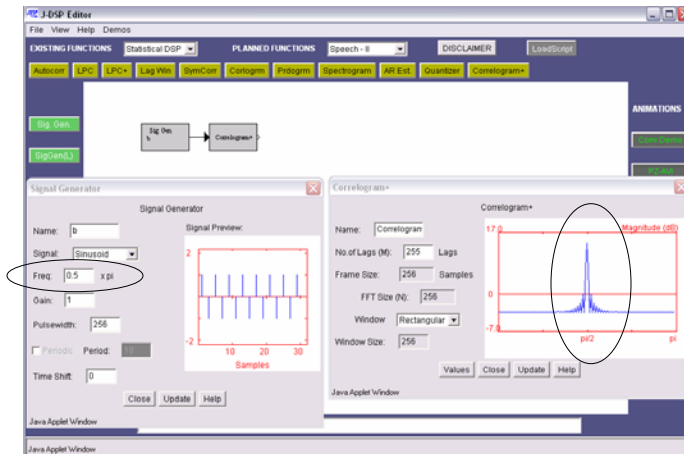 J-DSP Editor
File View Help Demos
EXISTING FUNCTIONS Statistical DSP PLANNED FUNCTIONS Speech - II DISCLAIMER LoadScript
Autocorr LPC LPC+ Lag Win SymCorr Corlogrm Prdogrm Spectrogram AR Est. Quantizer Correlogram+
ANIMATIONS
Sig. Gen
Sig Gen
b
Correlogram+
Conv Demo
SigGen(L)
PZ-Ani
Signal Generator
Signal Generator
Name: b
Signal Preview:
Signal: Sinusoid
Freq: 0.5 x pi
Gain: 1
Pulsewidth: 256
Periodic Period: 10
Time Shift: 0
2
-2
10 20 30
Samples
Close Update Help
Java Applet Window
Correlogram+
Correlogram+
Name: Correlogram
No.of Lags (M): 255 Lags
Frame Size: 256 Samples
FFT Size (N): 256
Window Rectangular
Window Size: 256
17.0 Magnitude (dB)
0
-7.0
pi/2 pi
Values Close Update Help
Java Applet Window
Java Applet Window